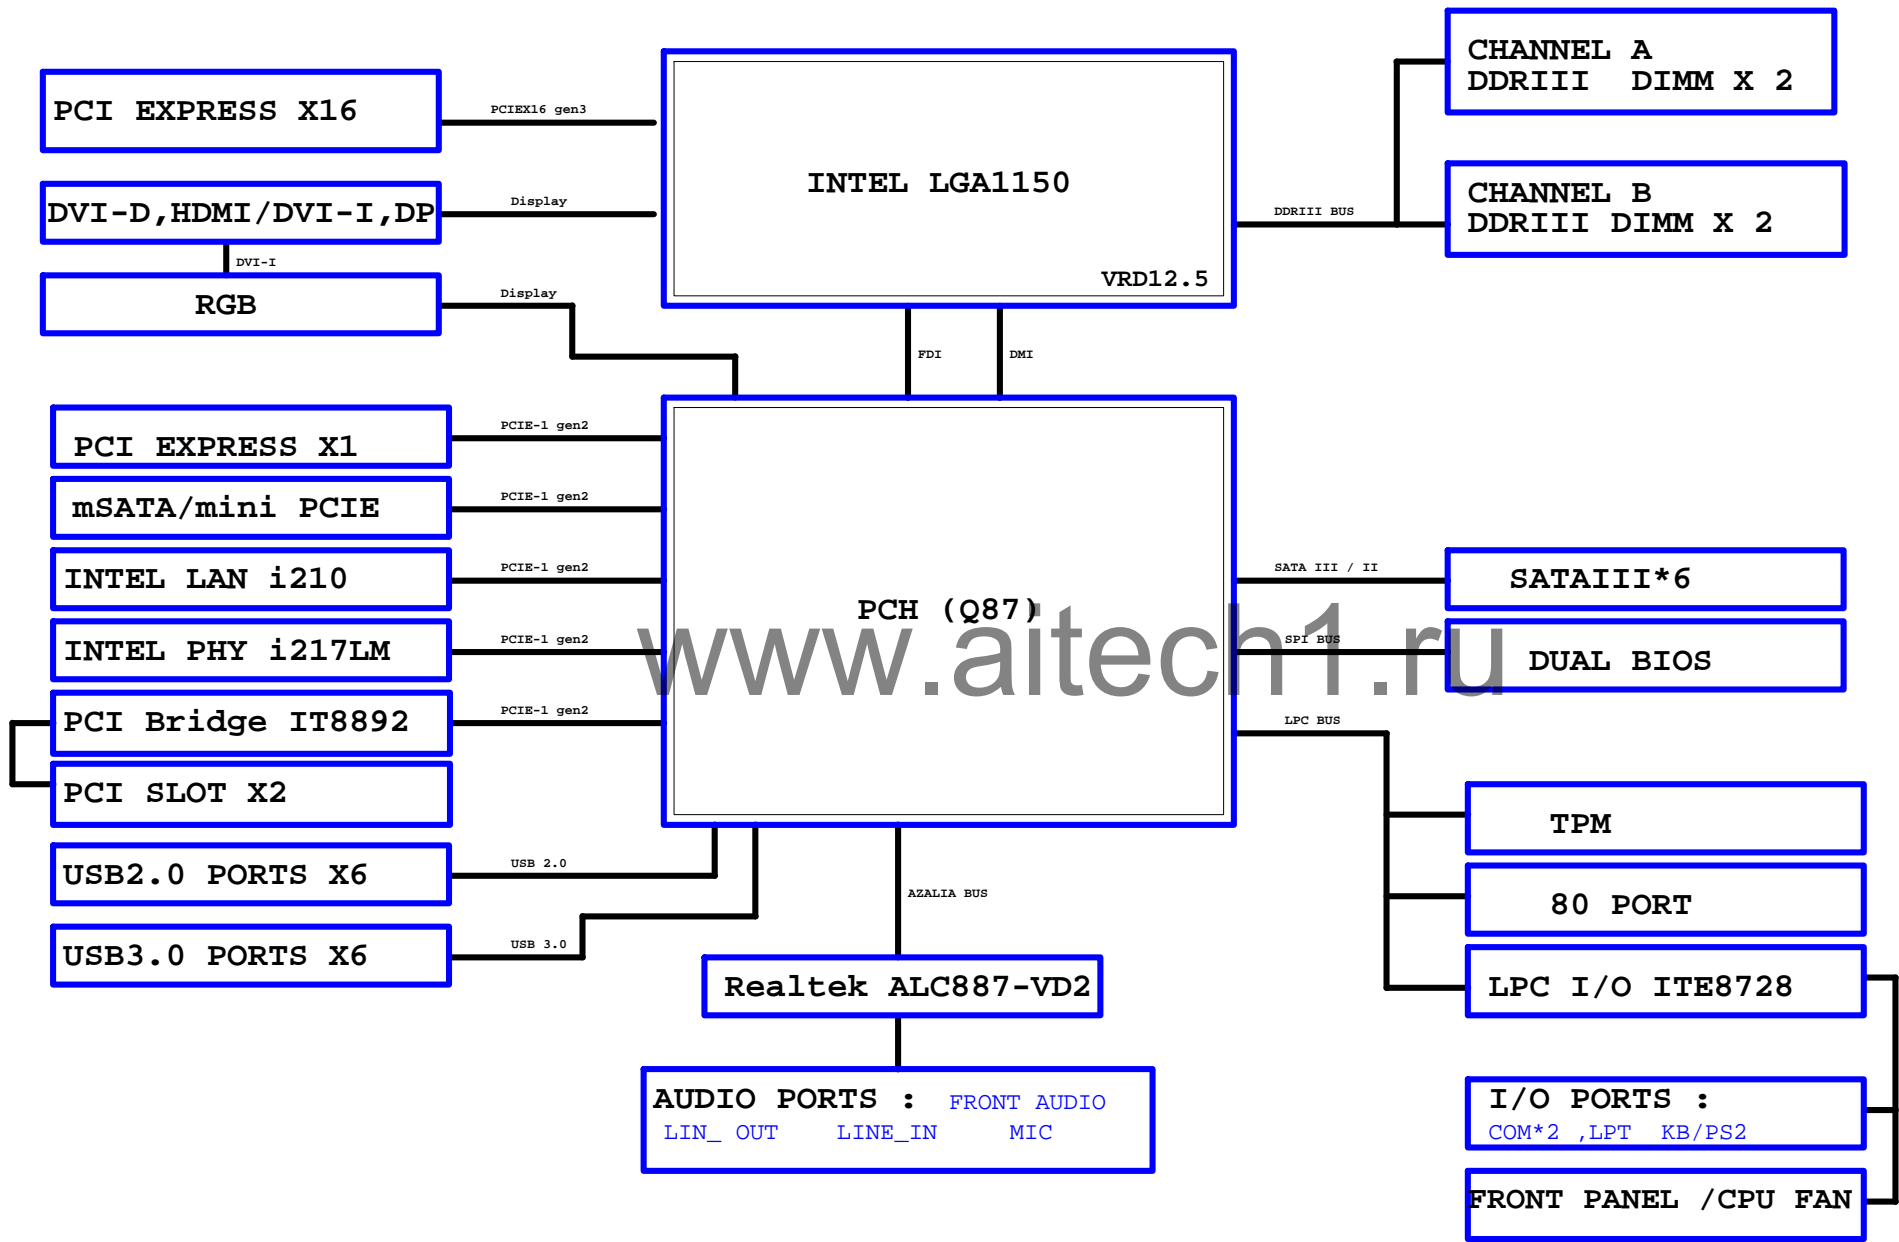 PCI EXPRESS X16
PCIEX16 gen3
DVI-D,HDMI/DVI-I,DP
Display
DVI-I
RGB
Display
INTEL LGA1150
VRD12.5
DDRIII BUS
CHANNEL A
DDRIII DIMM X 2
CHANNEL B
DDRIII DIMM X 2
FDI
DMI
PCI EXPRESS X1
PCIE-1 gen2
mSATA/mini PCIE
PCIE-1 gen2
INTEL LAN i210
PCIE-1 gen2
INTEL PHY i217LM
PCIE-1 gen2
PCI Bridge IT8892
PCIE-1 gen2
PCI SLOT X2
USB2.0 PORTS X6
USB 2.0
USB3.0 PORTS X6
USB 3.0
PCH (Q87)
www.aitech1.ru
SATA III / II
SATAIII*6
SPI BUS
DUAL BIOS
LPC BUS
TPM
80 PORT
LPC I/O ITE8728
AZALIA BUS
Realtek ALC887-VD2
AUDIO PORTS : FRONT AUDIO
LIN_ OUT LINE_IN MIC
I/O PORTS :
COM*2 ,LPT KB/PS2
FRONT PANEL /CPU FAN